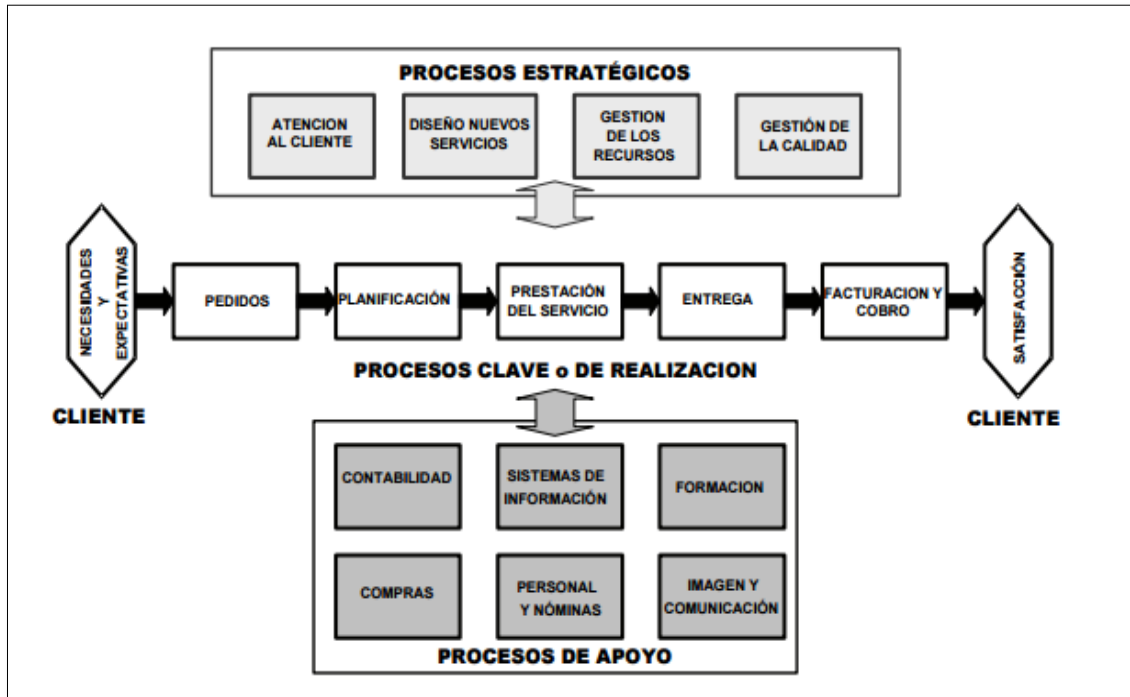 PROCESOS ESTRATÉGICOS
ATENCION
AL CLIENTE
DISEÑO NUEVOS
SERVICIOS
GESTION
DE LOS
RECURSOS
GESTIÓN DE
LA CALIDAD
NECESIDADES
Y
EXPECTATIVAS
CLIENTE
PEDIDOS
PLANIFICACIÓN
PRESTACIÓN
DEL SERVICIO
ENTREGA
FACTURACION Y
COBRO
SATISFACCIÓN
CLIENTE
PROCESOS CLAVE o DE REALIZACION
CONTABILIDAD
SISTEMAS DE
INFORMACIÓN
FORMACION
COMPRAS
PERSONAL
Y NÓMINAS
IMAGEN Y
COMUNICACIÓN
PROCESOS DE APOYO